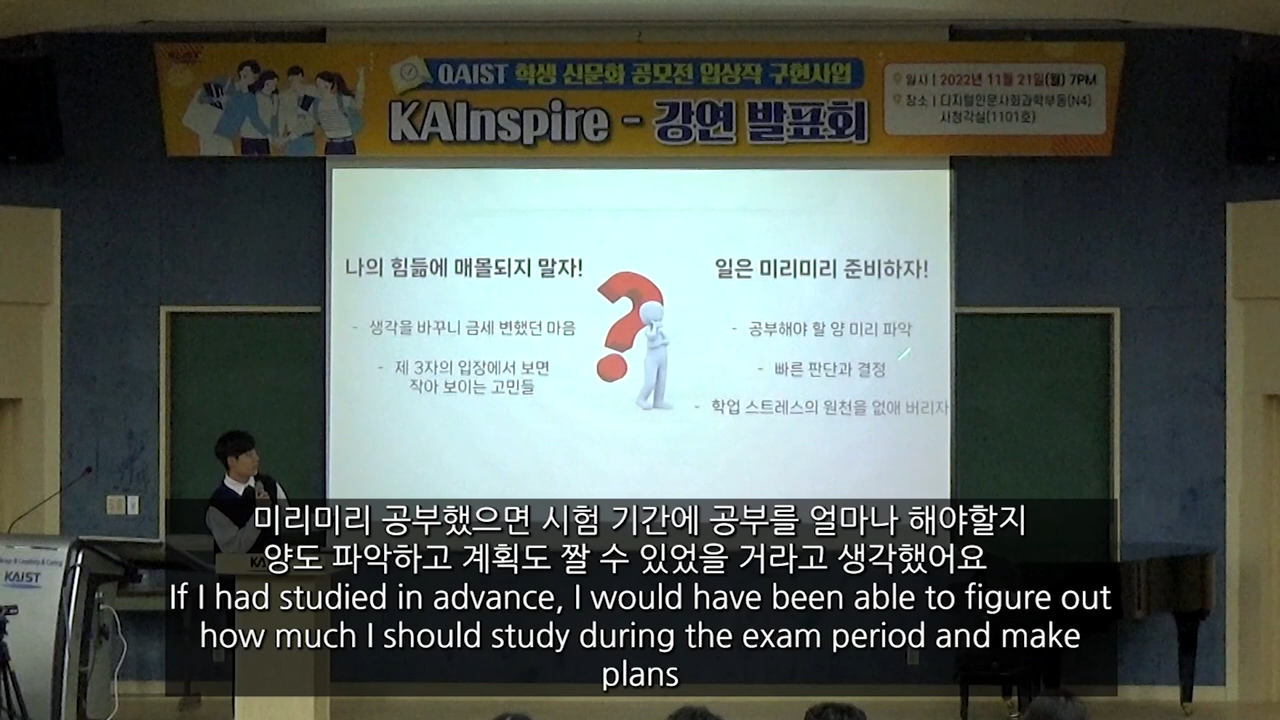 QAIST 학생 신문화 공모전 입상작 구현사업
KAInspire - 강연 발표회
일시 | 2022년 11월 21일(월) 7PM
장소 | 디지털인문사회과학부동(N4)
시청각실(1101호)
나의 힘듦에 매몰되지 말자!
- 생각을 바꾸니 금세 변했던 마음
- 제 3자의 입장에서 보면
작아 보이는 고민들
일은 미리미리 준비하자!
- 공부해야 할 양 미리 파악
- 빠른 판단과 결정
- 학업 스트레스의 원천을 없애 버리자
KAIST
KA
미리미리 공부했으면 시험 기간에 공부를 얼마나 해야할지
양도 파악하고 계획도 짤 수 있었을 거라고 생각했어요
If I had studied in advance, I would have been able to figure out
how much I should study during the exam period and make
plans